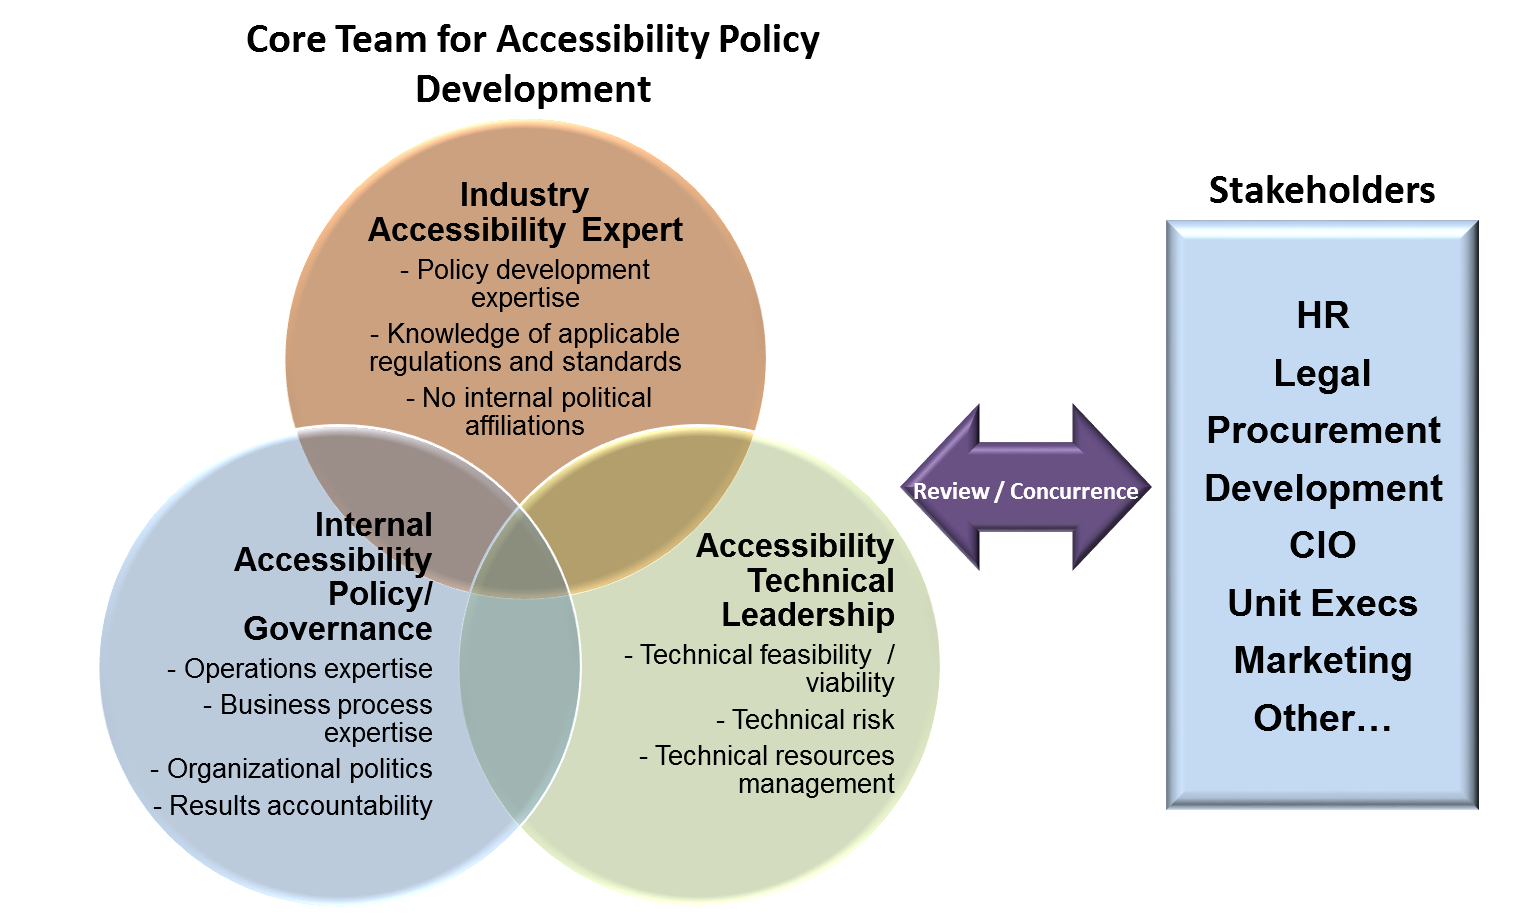 Core Team for Accessibility Policy
Development
Industry
Accessibility Expert
- Policy development
expertise
- Knowledge of applicable
regulations and standards
- No internal political
affiliations
Internal
Accessibility
Policy/
Governance
- Operations expertise
- Business process
expertise
- Organizational politics
- Results accountability
Accessibility
Technical
Leadership
- Technical feasibility /
viability
- Technical risk
- Technical resources
management
Review / Concurrence
Stakeholders
HR
Legal
Procurement
Development
CIO
Unit Execs
Marketing
Other…